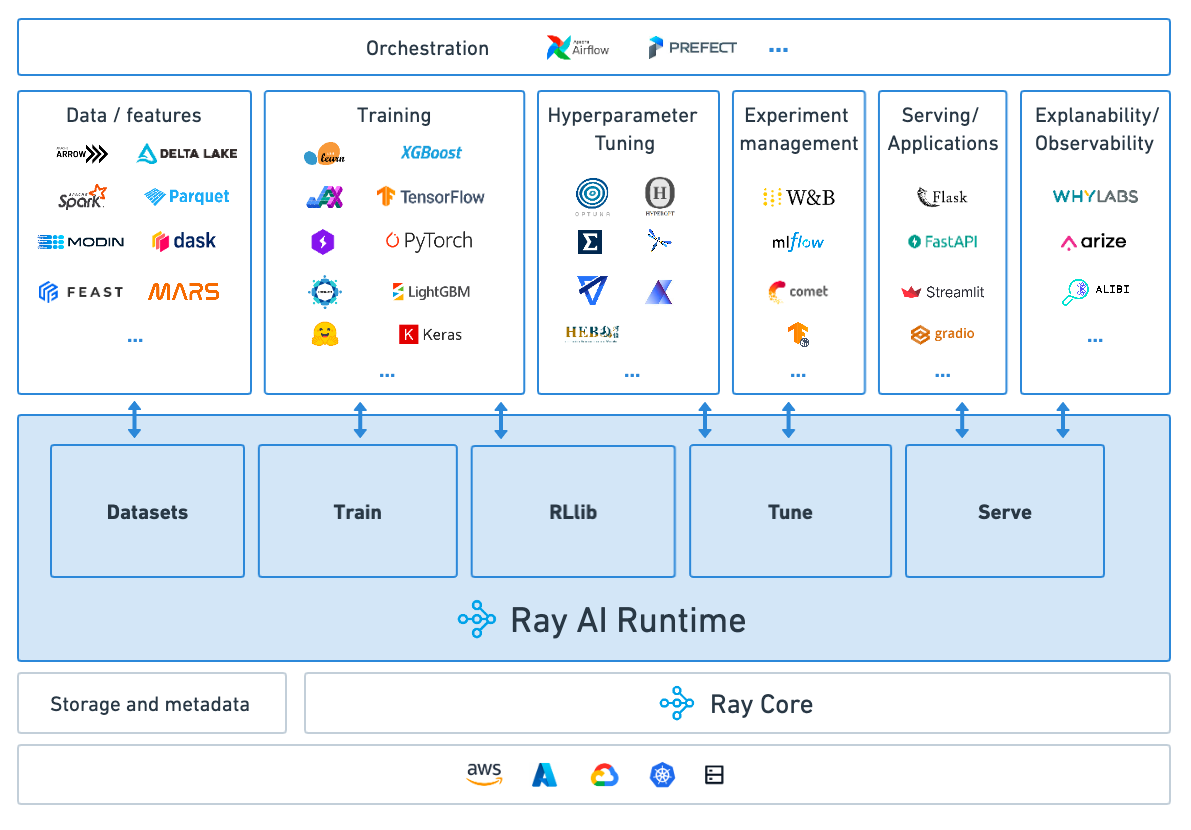 Orchestration
Apache
Airflow
PREFECT
...
Data / features
ARROW
DELTA LAKE
APACHE
Spark
Parquet
MODIN
dask
FEAST
MARS
...
Training
learn
XGBoost
JAX
TensorFlow
PyTorch
LightGBM
Keras
...
Hyperparameter
Tuning
OPTUNA
HYPEROPT
HEBO
...
Experiment
management
W&B
mlflow
comet
...
Serving/
Applications
Flask
FastAPI
Streamlit
gradio
...
Explanability/
Observability
WHYLABS
arize
ALIBI
...
Datasets
Train
RLlib
Tune
Serve
Ray AI Runtime
Storage and metadata
Ray Core
aws